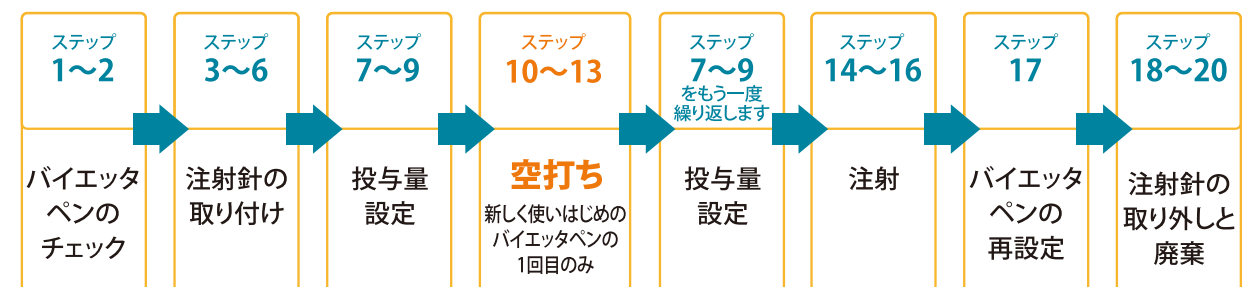 ステップ
1〜2
バイエッタ
ペンの
チェック
ステップ
3〜6
注射針の
取り付け
ステップ
7〜9
投与量
設定
ステップ
10〜13
空打ち
新しく使いはじめの
バイエッタペンの
1回目のみ
ステップ
7〜9
をもう一度
繰り返します
投与量
設定
ステップ
14〜16
注射
ステップ
17
バイエッタ
ペンの
再設定
ステップ
18〜20
注射針の
取り外しと
廃棄